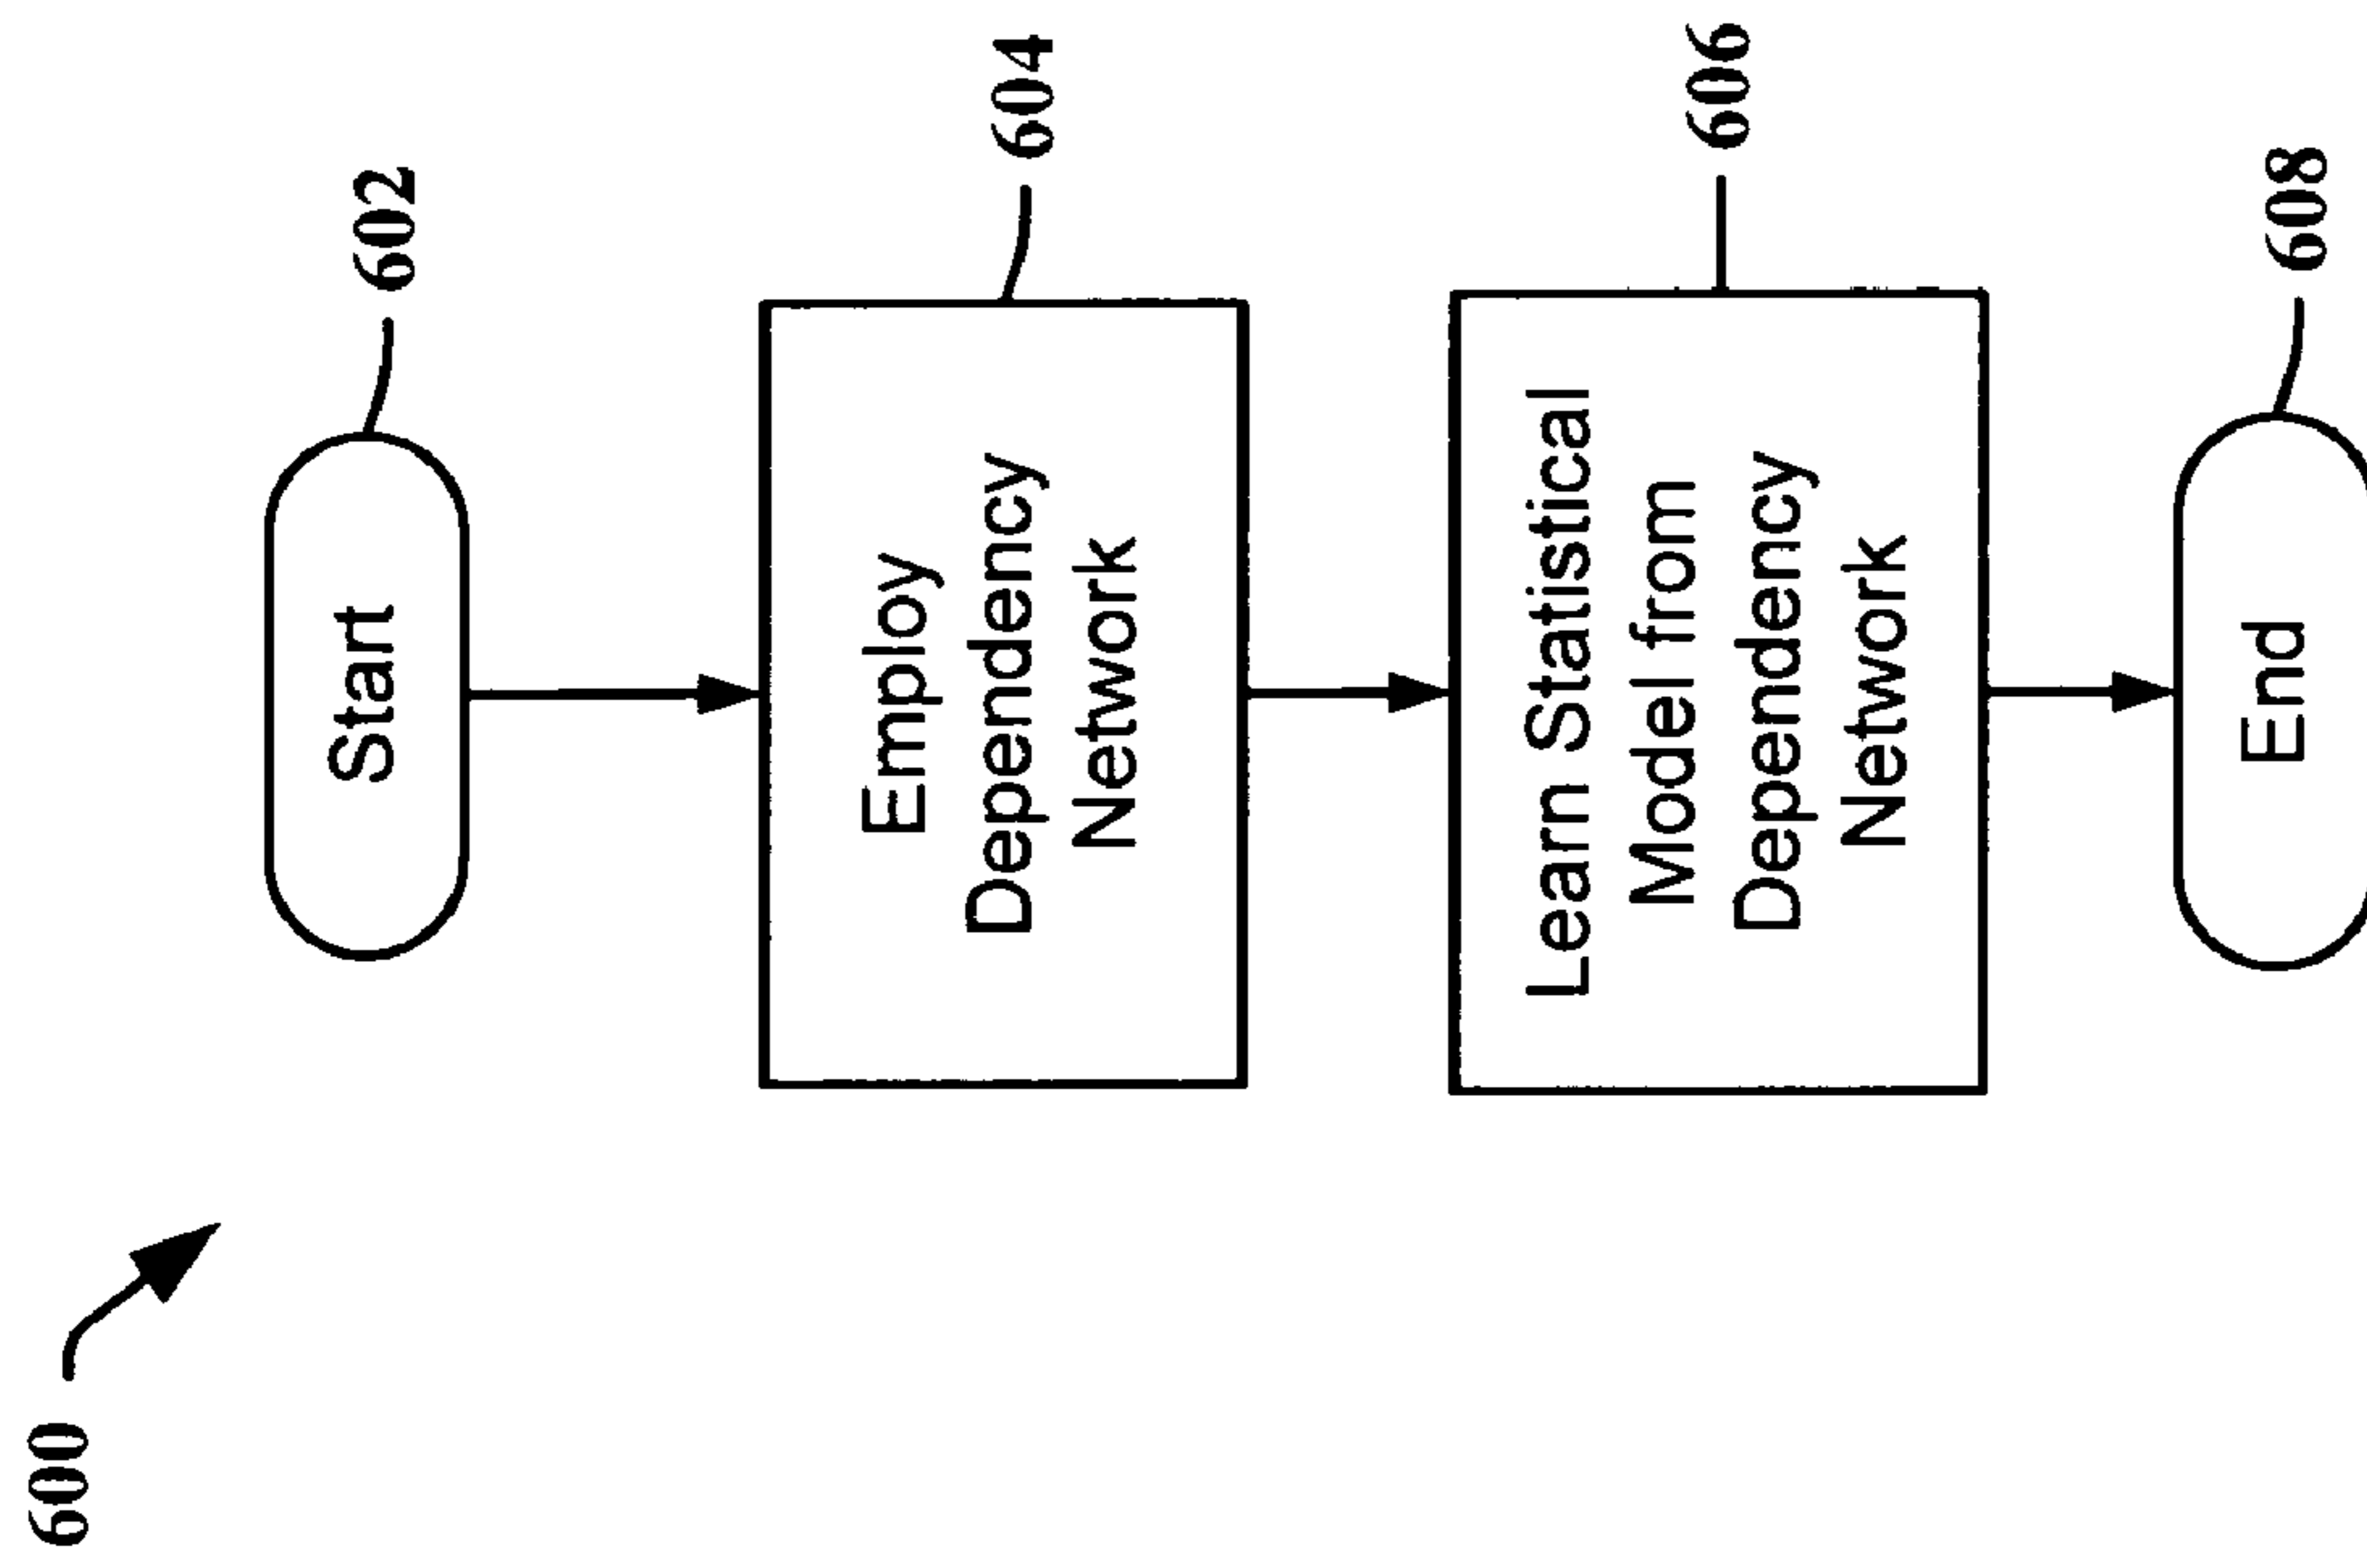 600
Start
602
Employ
Dependency
Network
604
Learn Statistical
Model from
Dependency
Network
606
End
608